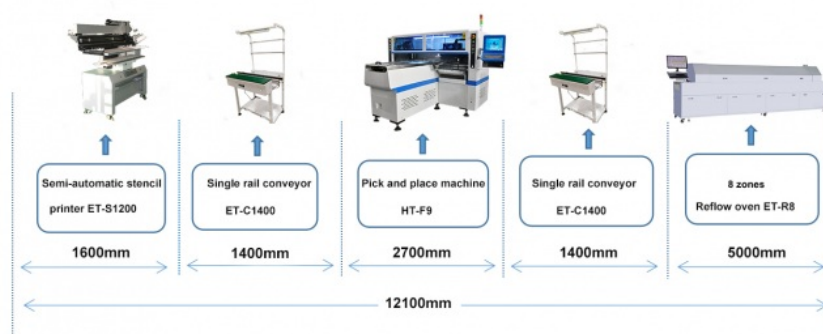 Semi-automatic stencil
printer ET-S1200
Single rail conveyor
ET-C1400
Pick and place machine
HT-F9
Single rail conveyor
ET-C1400
8 zones
Reflow oven ET-R8
1600mm
1400mm
2700mm
1400mm
5000mm
12100mm